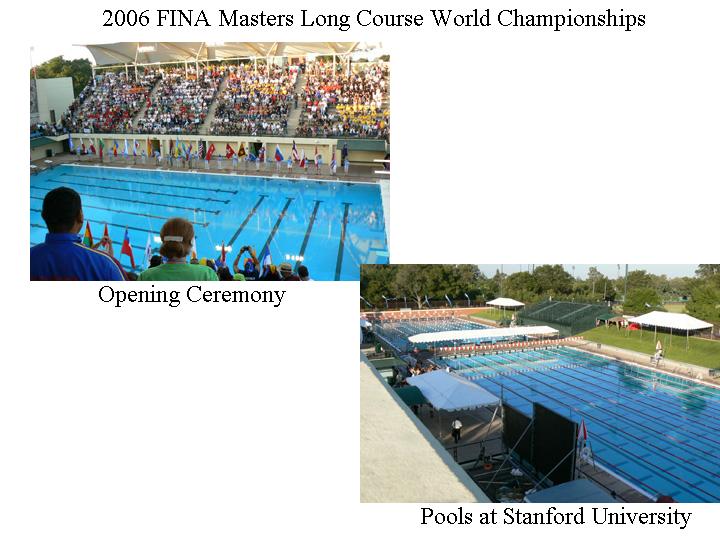 2006 FINA Masters Long Course World Championships
Opening Ceremony
Pools at Stanford University